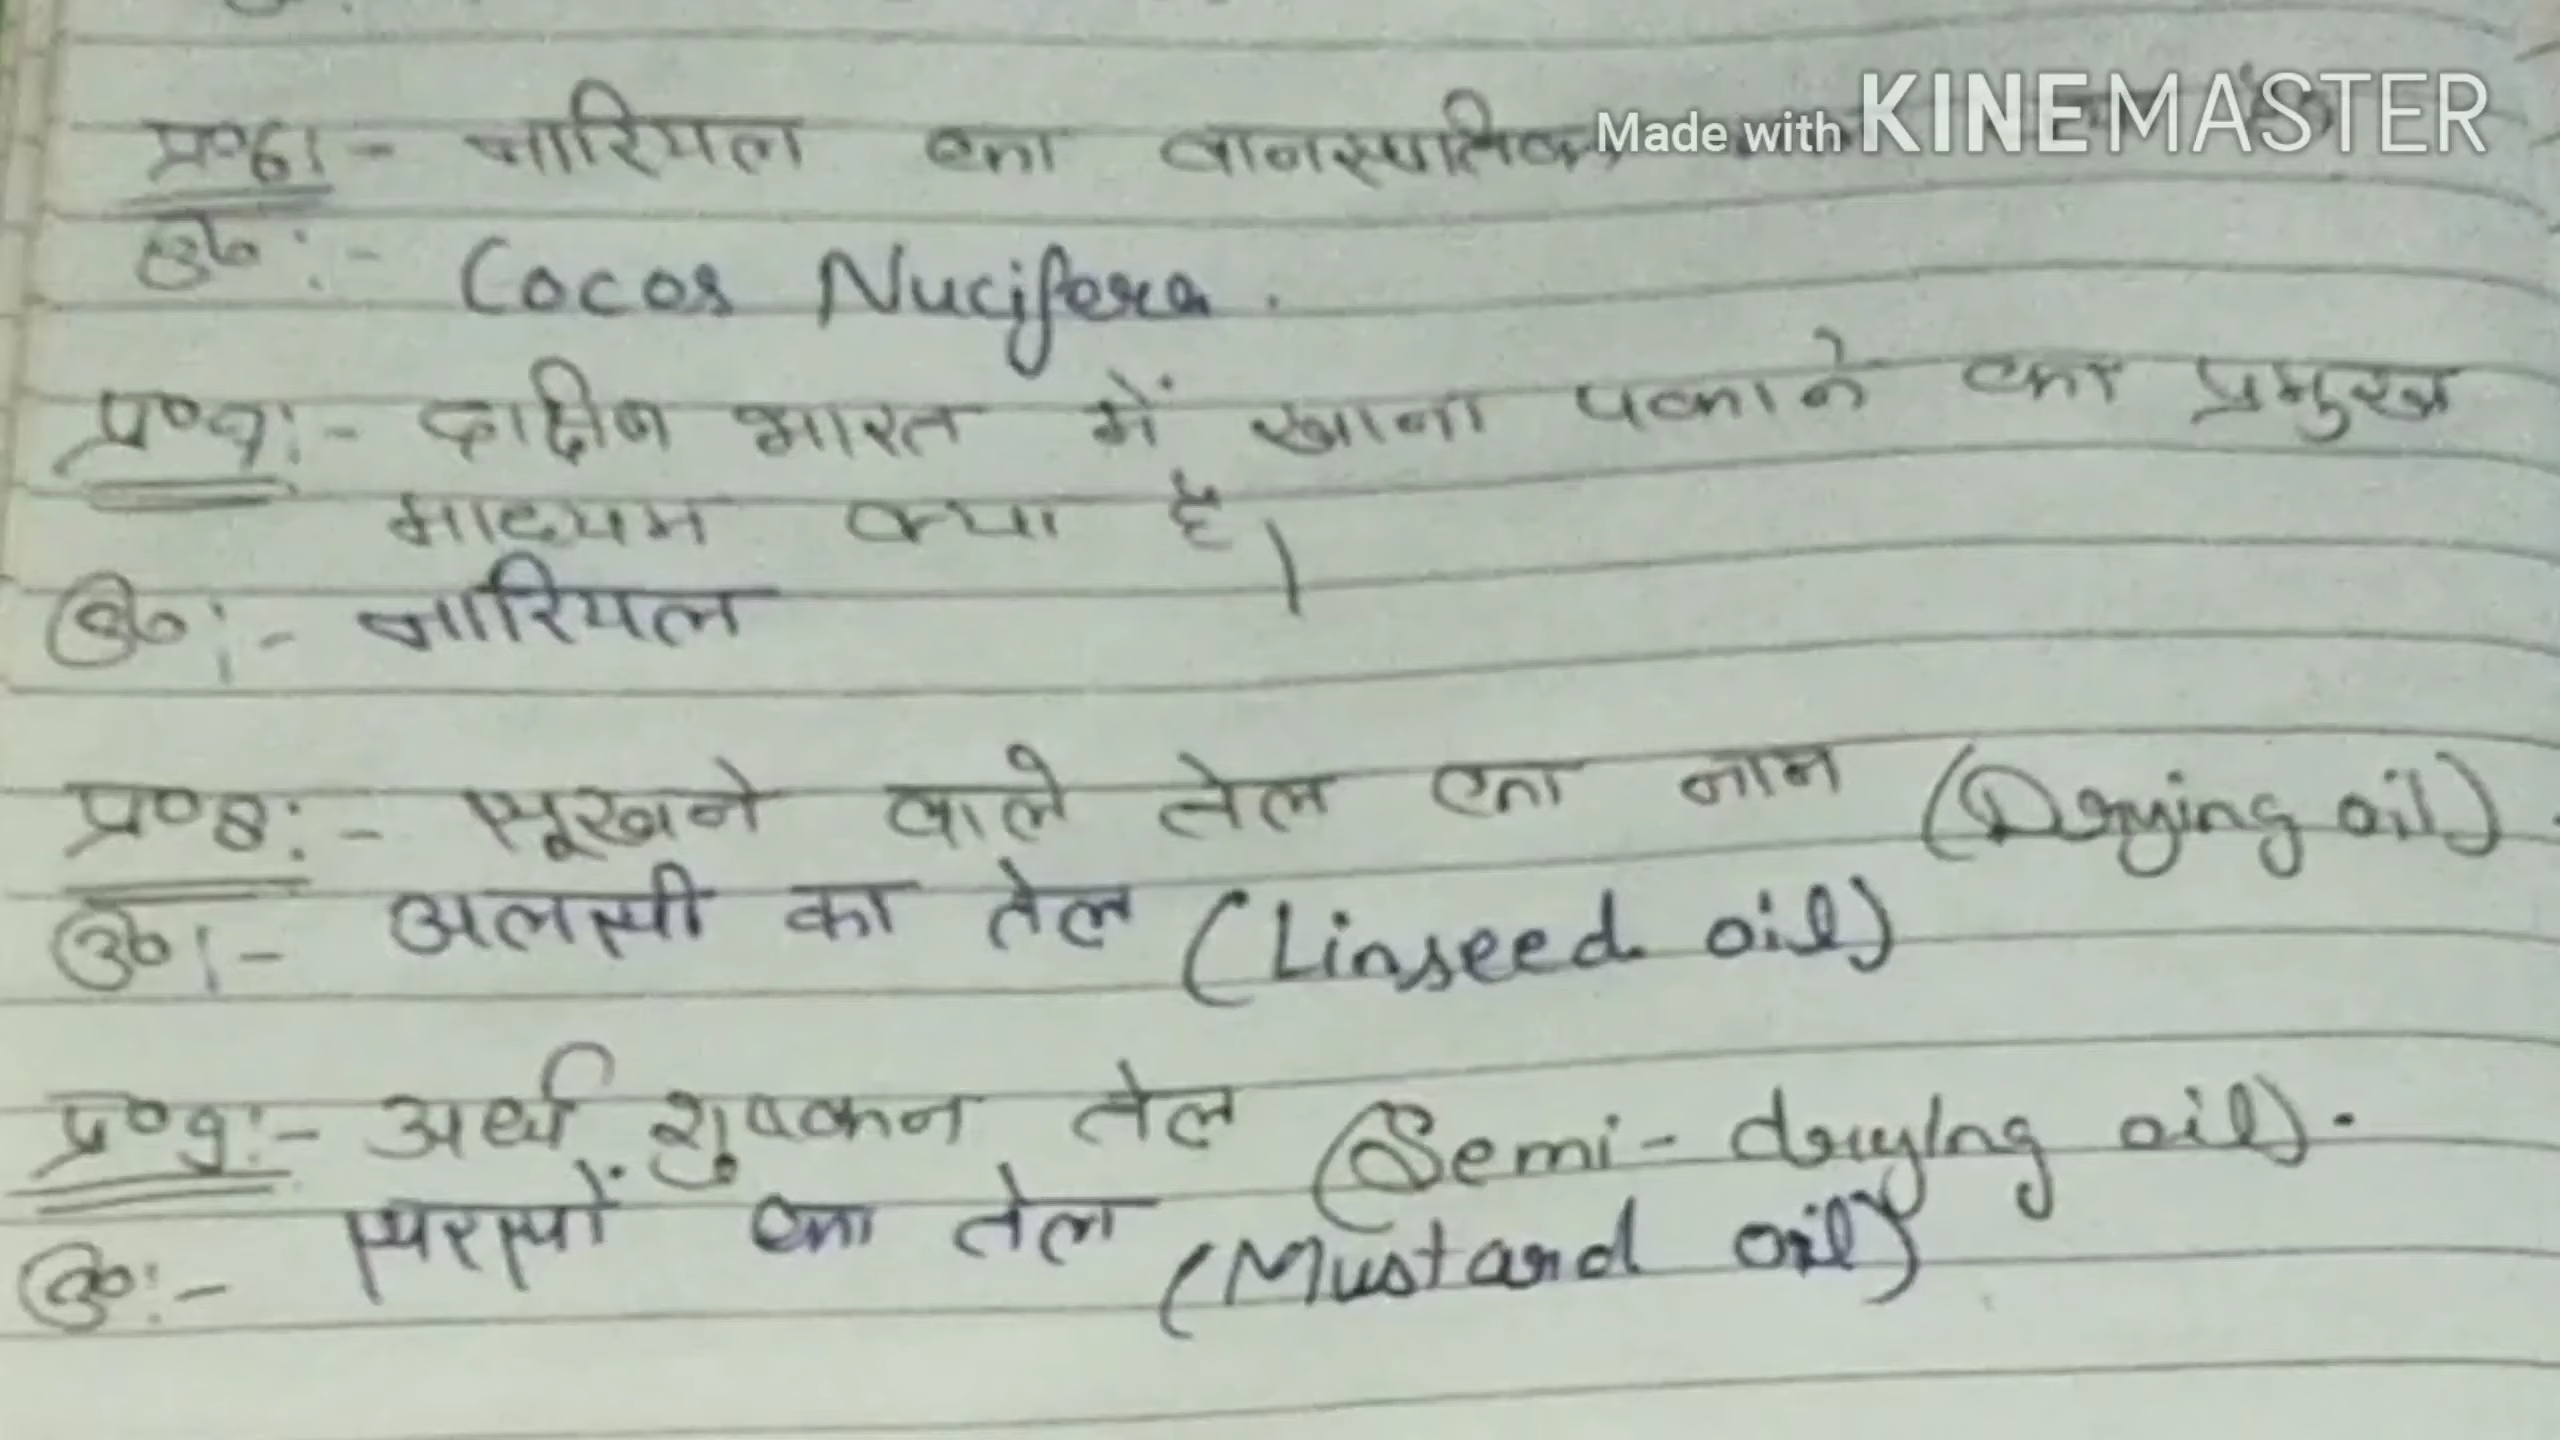 प्र०6:- नारियल का वानस्पतिक
Made with KINEMASTER
उ०:- Cocos Nucifera.
प्र०7:- दक्षिण भारत में खाना पकाने का प्रमुख
माध्यम क्या है।
उ०:- नारियल
प्र०8:- सूखने वाले तेल का नाम (Drying oil).
उ०:- अलसी का तेल (Linseed oil)
प्र०9:- अर्ध शुष्कन तेल (Semi-drying oil).
उ०:- सरसों का तेल (Mustard oil)